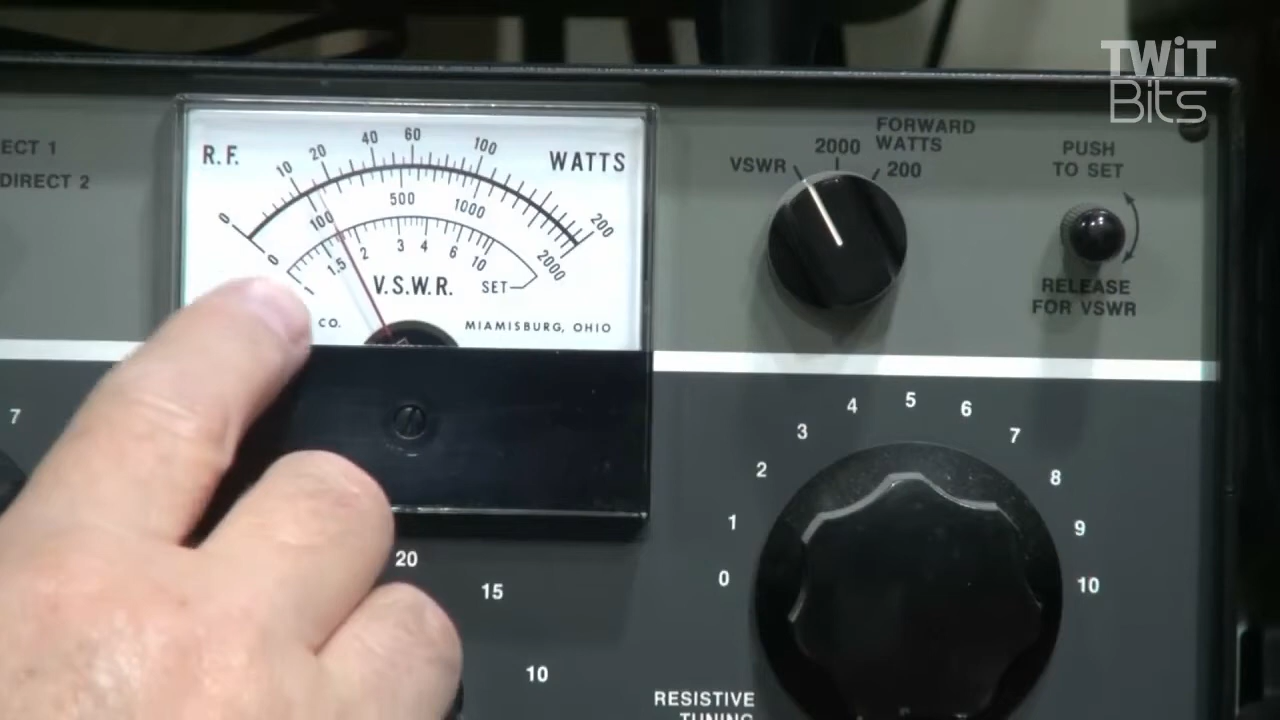 TWiT
Bits
ECT 1
DIRECT 2
R.F.
WATTS
0 10 20 40 60 100 200
0 100 500 1000 2000
1 1.5 2 3 4 6 10 SET
V.S.W.R.
CO.
MIAMISBURG, OHIO
VSWR
2000
FORWARD
WATTS
200
PUSH
TO SET
RELEASE
FOR VSWR
7
20
15
10
0 1 2 3 4 5 6 7 8 9 10
RESISTIVE
TUNING